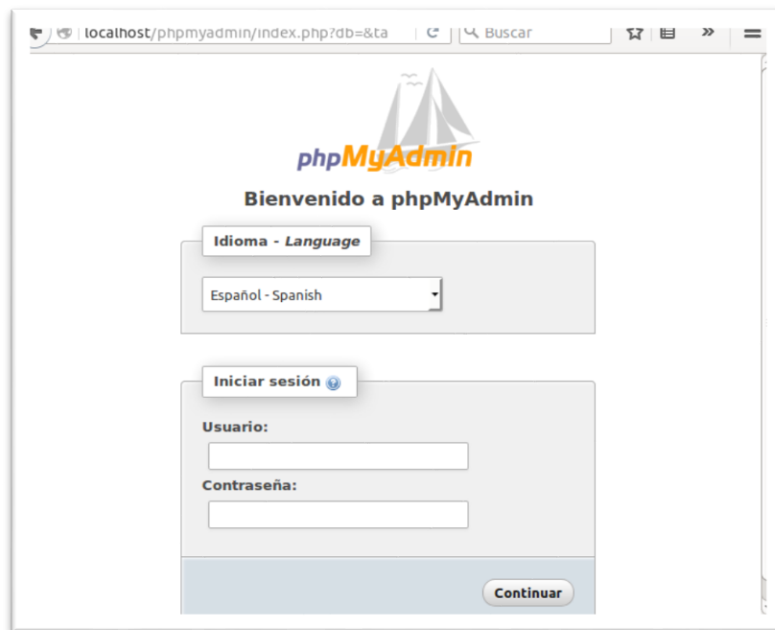 localhost/phpmyadmin/index.php?db=&ta
Buscar
phpMyAdmin
Bienvenido a phpMyAdmin
Idioma - Language
Español - Spanish
Iniciar sesión
Usuario:
Contraseña:
Continuar